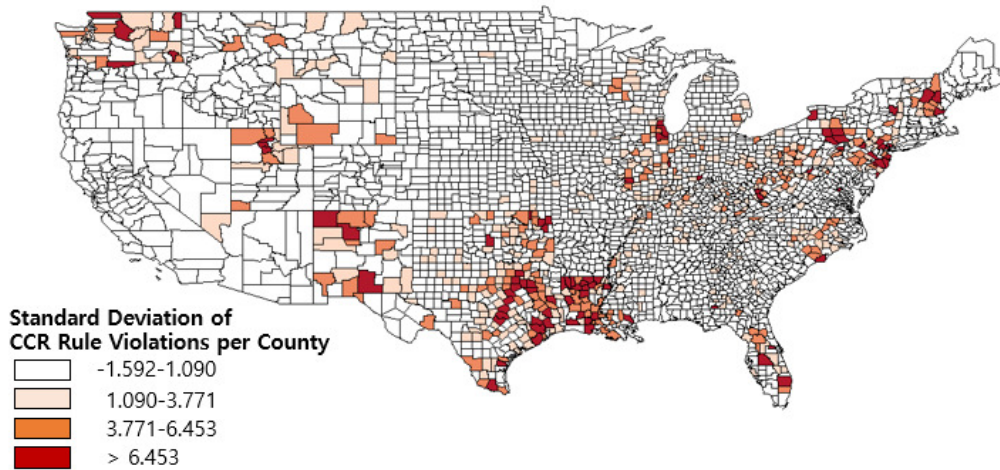 Standard Deviation of
CCR Rule Violations per County
-1.592-1.090
1.090-3.771
3.771-6.453
> 6.453